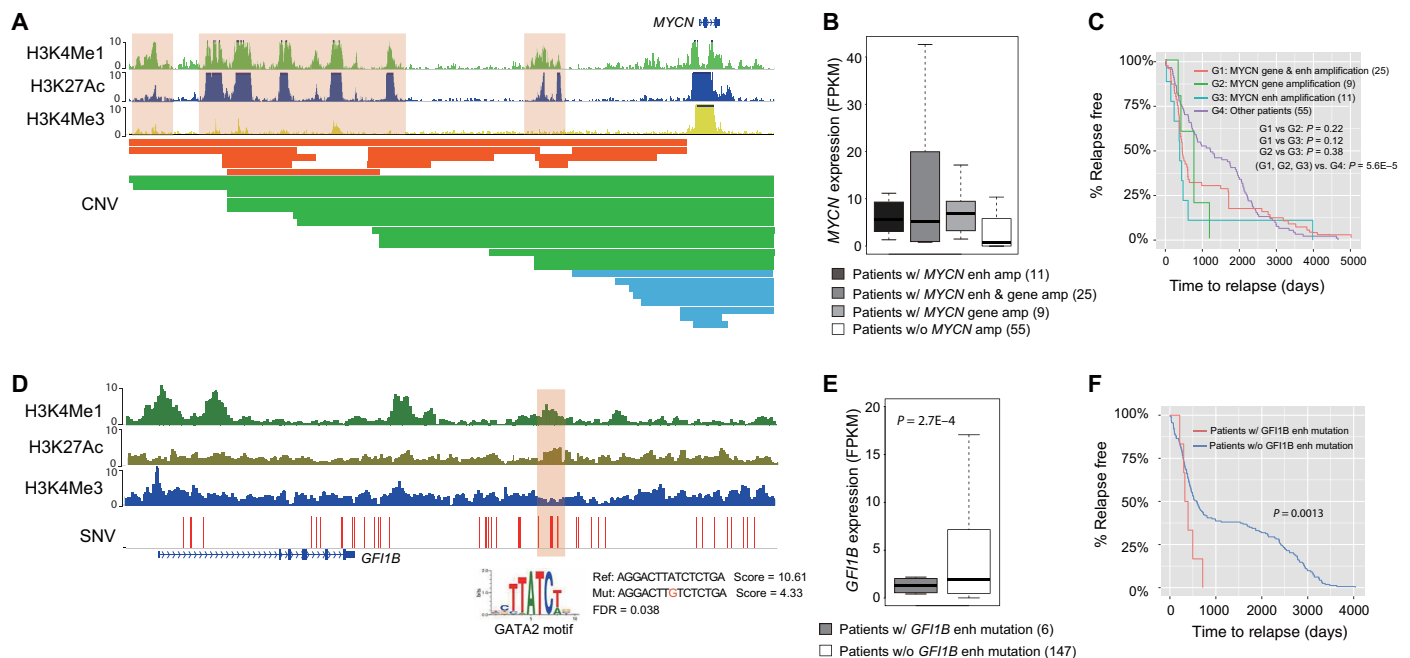 A
MYCN
H3K4Me1
10
0
H3K27Ac
10
0
H3K4Me3
10
0
CNV
B
MYCN expression (FPKM)
40
30
20
10
0
Patients w/ MYCN enh amp (11)
Patients w/ MYCN enh & gene amp (25)
Patients w/ MYCN gene amp (9)
Patients w/o MYCN amp (55)
C
% Relapse free
100%
75%
50%
25%
0%
G1: MYCN gene & enh amplification (25)
G2: MYCN gene amplification (9)
G3: MYCN enh amplification (11)
G4: Other patients (55)
G1 vs G2: P = 0.22
G1 vs G3: P = 0.12
G2 vs G3: P = 0.38
(G1, G2, G3) vs. G4: P = 5.6E–5
0 1000 2000 3000 4000 5000
Time to relapse (days)
D
H3K4Me1
10
0
H3K27Ac
10
0
H3K4Me3
10
0
SNV
GFI1B
TTATCT
GATA2 motif
Ref: AGGACTTATCTCTGA Score = 10.61
Mut: AGGACTTGTCTCTGA Score = 4.33
FDR = 0.038
E
GFI1B expression (FPKM)
20
15
10
5
0
P = 2.7E–4
Patients w/ GFI1B enh mutation (6)
Patients w/o GFI1B enh mutation (147)
F
% Relapse free
100%
75%
50%
25%
0%
Patients w/ GFI1B enh mutation
Patients w/o GFI1B enh mutation
P = 0.0013
0 1000 2000 3000 4000
Time to relapse (days)